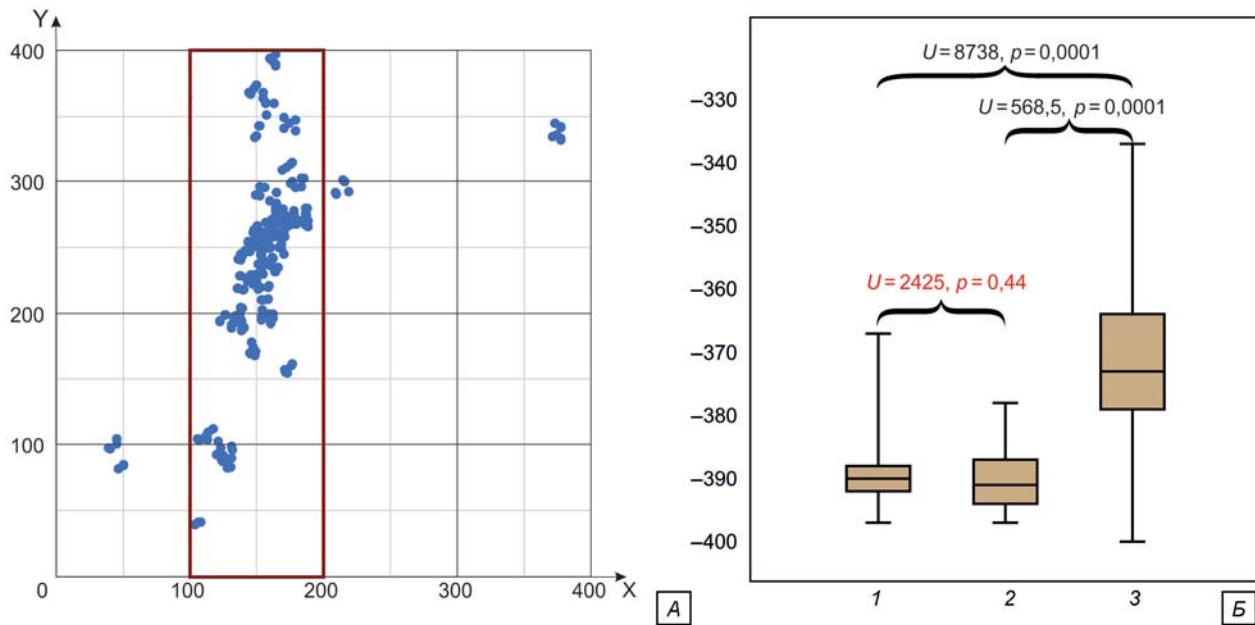 Y
400
300
200
100
0
100
200
300
400
X
А
U = 8738, p = 0,0001
U = 568,5, p = 0,0001
U = 2425, p = 0,44
–330
–340
–350
–360
–370
–380
–390
–400
1
2
3
Б